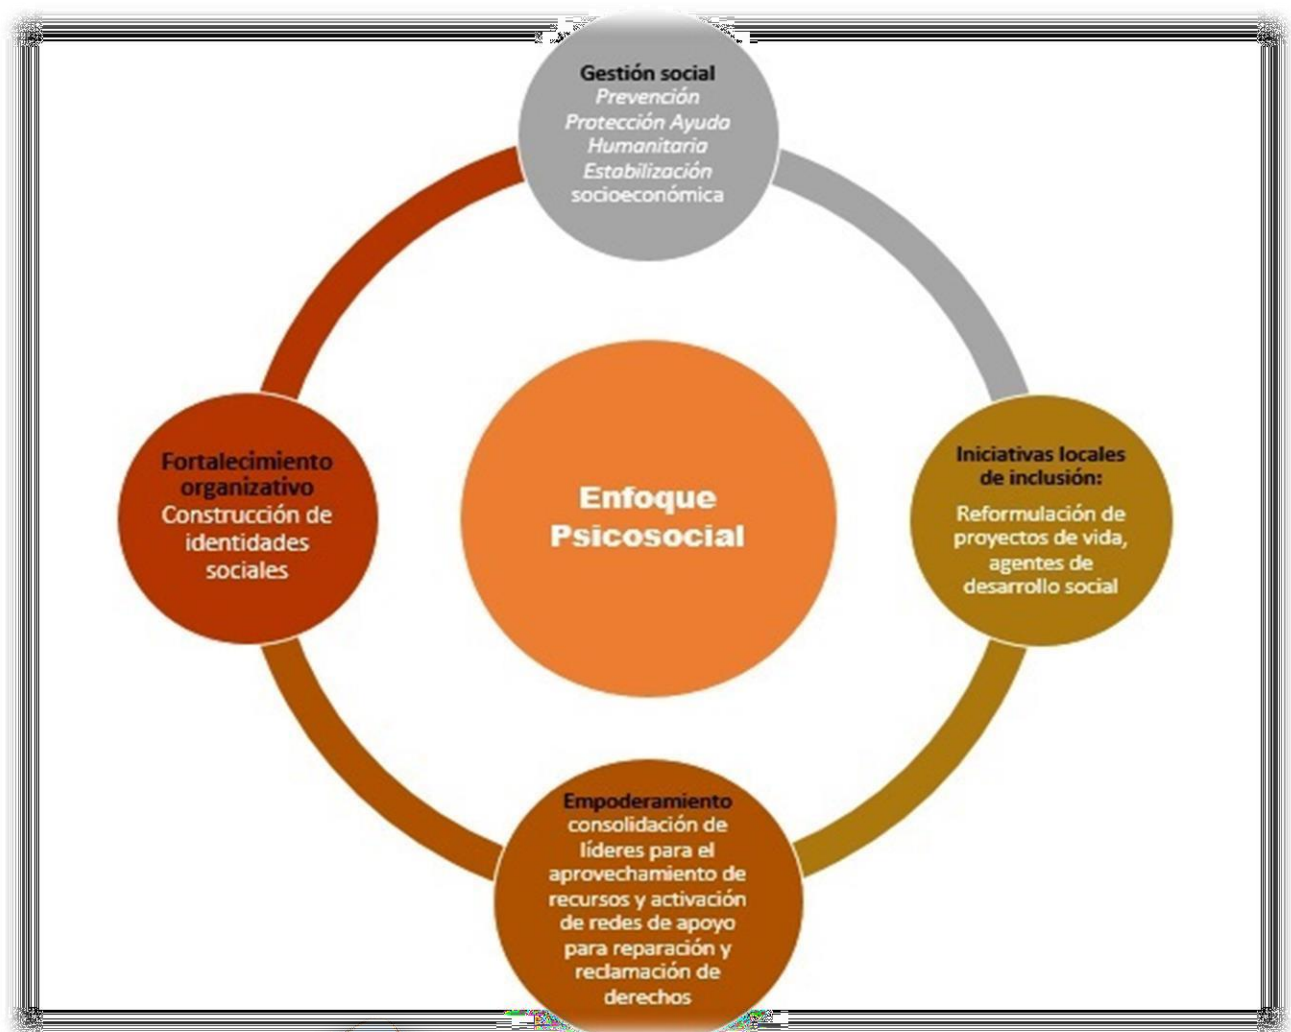 Gestión social
Prevención
Protección Ayuda
Humanitaria
Estabilización
socioeconómica
Fortalecimiento
organizativo
Construcción de
identidades
sociales
Enfoque
Psicosocial
Iniciativas locales
de inclusión:
Reformulación de
proyectos de vida,
agentes de
desarrollo social
Empoderamiento
consolidación de
líderes para el
aprovechamiento de
recursos y activación
de redes de apoyo
para reparación y
reclamación de
derechos